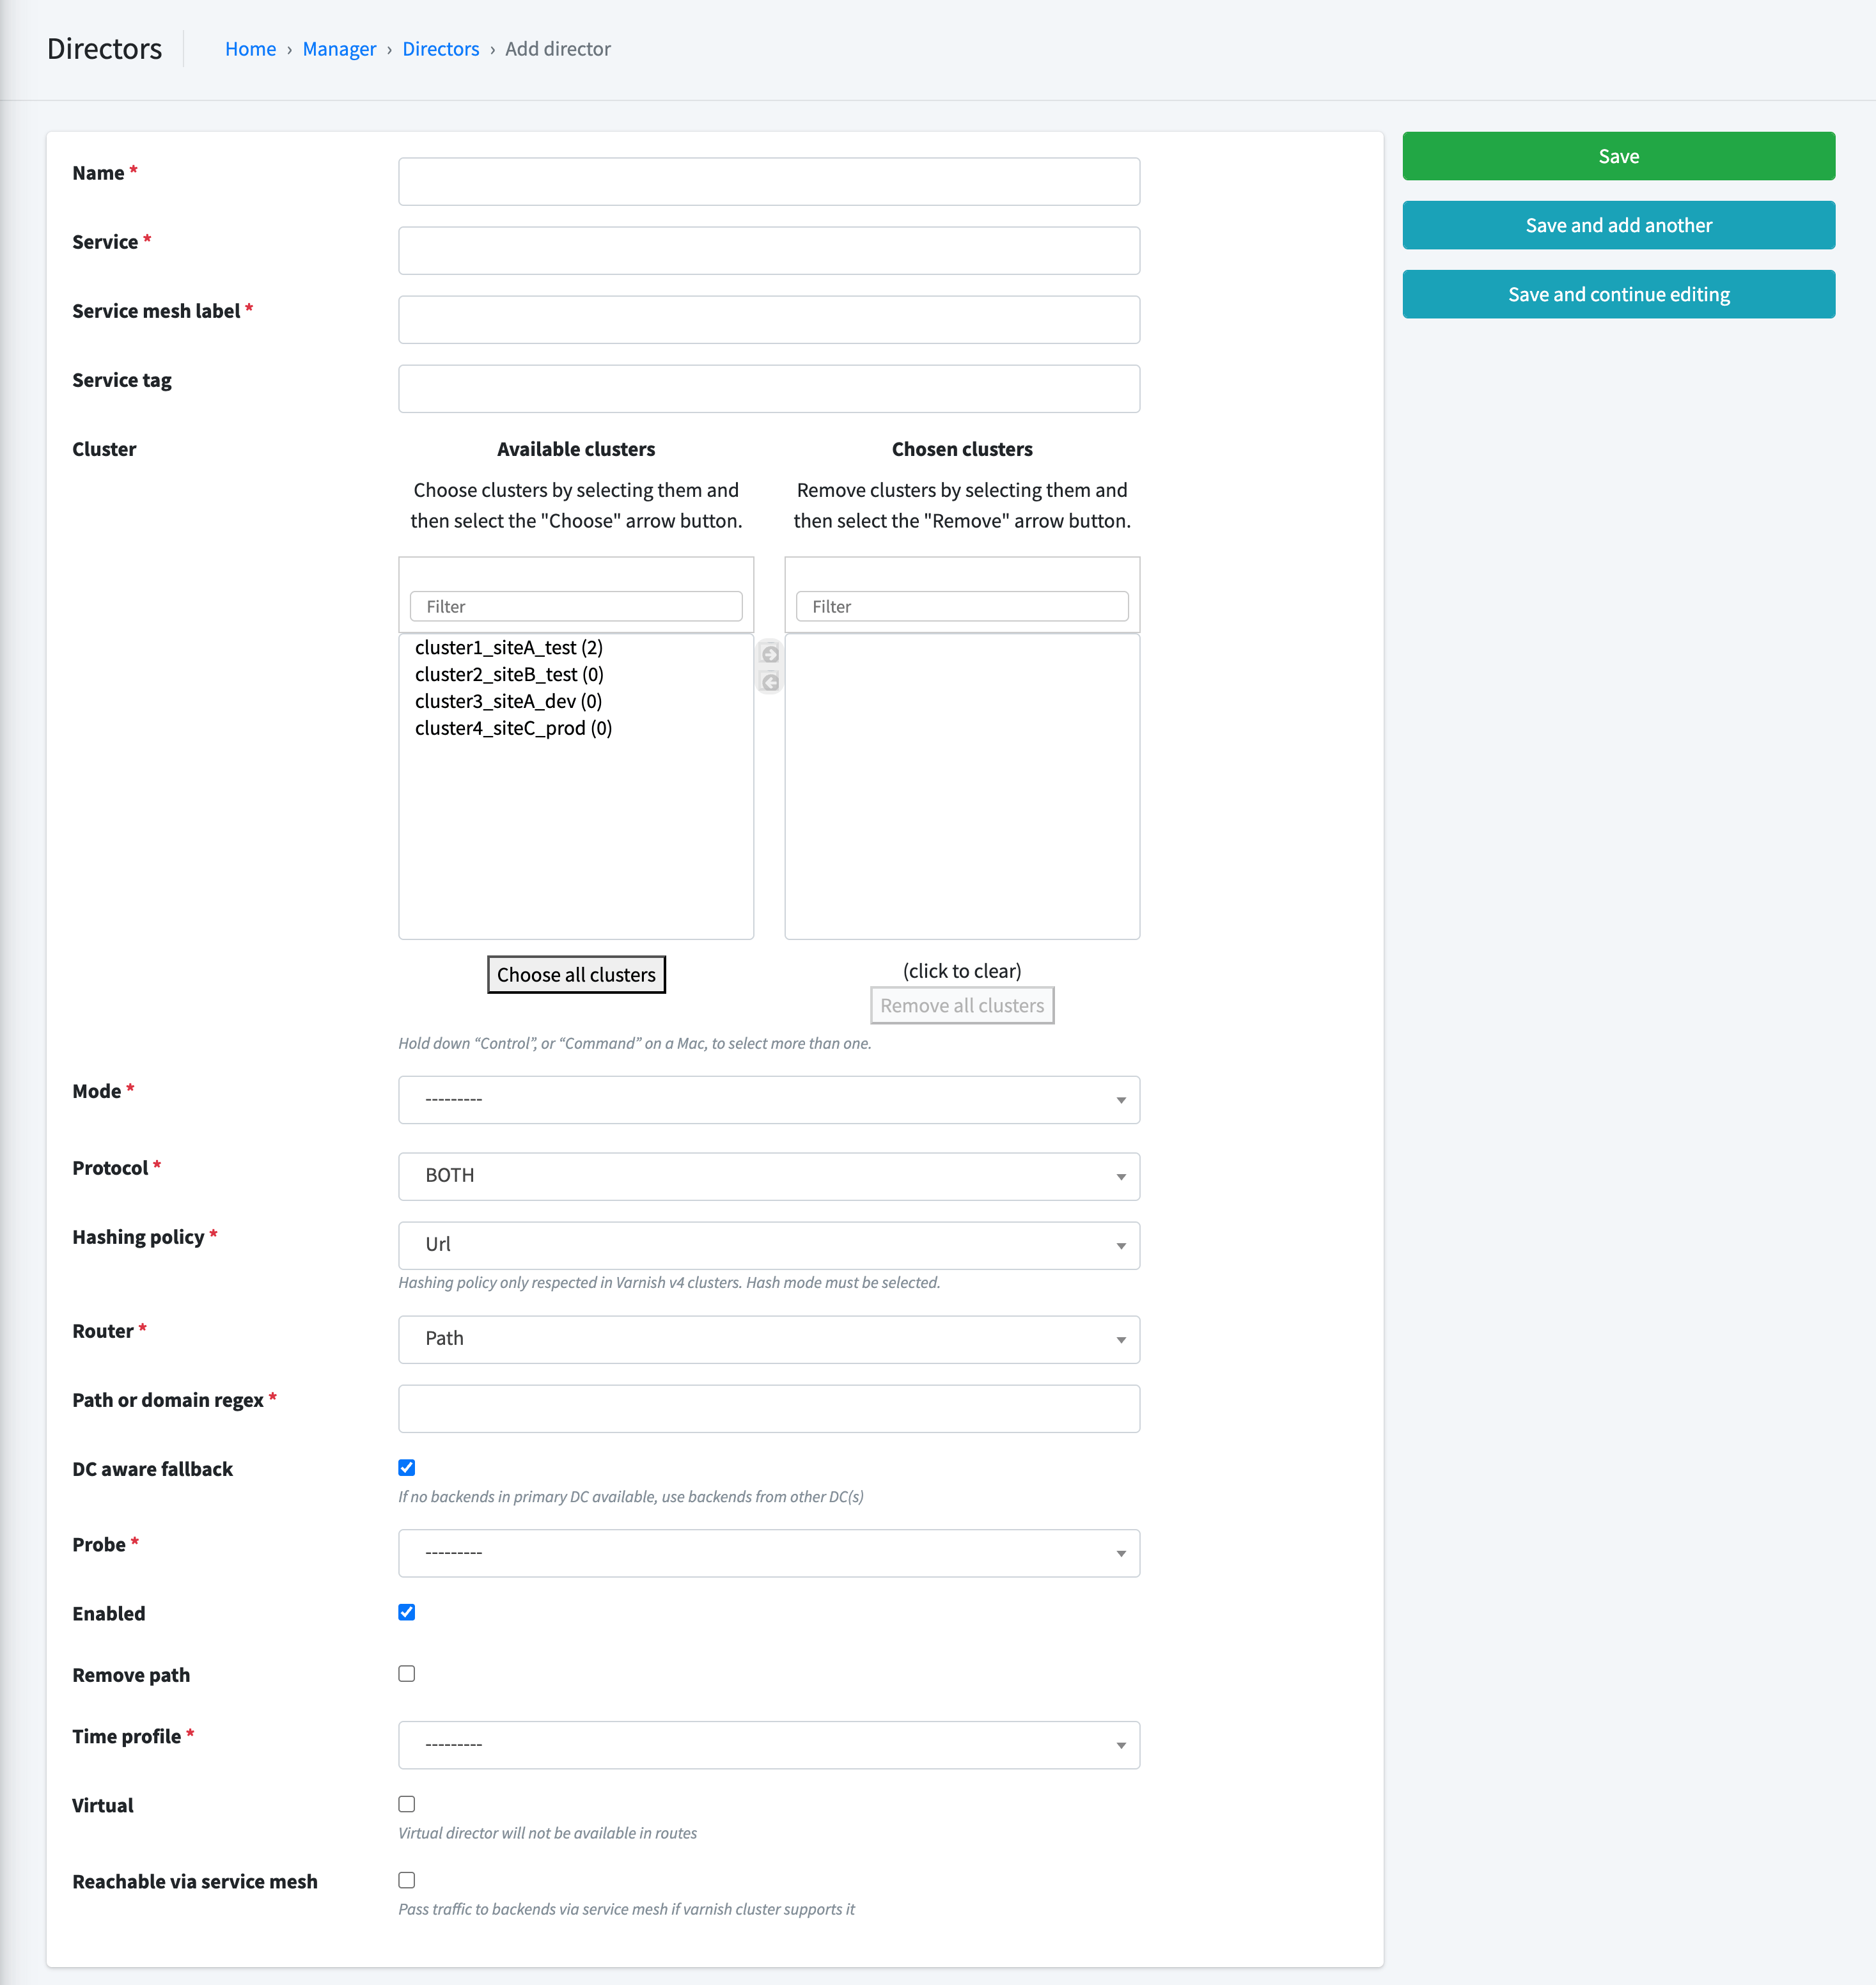 Directors
Home › Manager › Directors › Add director
Name *
Save
Service *
Save and add another
Service mesh label *
Save and continue editing
Service tag
Cluster
Available clusters
Choose clusters by selecting them and
then select the "Choose" arrow button.
Filter
cluster1_siteA_test (2)
cluster2_siteB_test (0)
cluster3_siteA_dev (0)
cluster4_siteC_prod (0)
Choose all clusters
Chosen clusters
Remove clusters by selecting them and
then select the "Remove" arrow button.
Filter
(click to clear)
Remove all clusters
Hold down “Control”, or “Command” on a Mac, to select more than one.
Mode *
---------
Protocol *
BOTH
Hashing policy *
Url
Hashing policy only respected in Varnish v4 clusters. Hash mode must be selected.
Router *
Path
Path or domain regex *
DC aware fallback
If no backends in primary DC available, use backends from other DC(s)
Probe *
---------
Enabled
Remove path
Time profile *
---------
Virtual
Virtual director will not be available in routes
Reachable via service mesh
Pass traffic to backends via service mesh if varnish cluster supports it